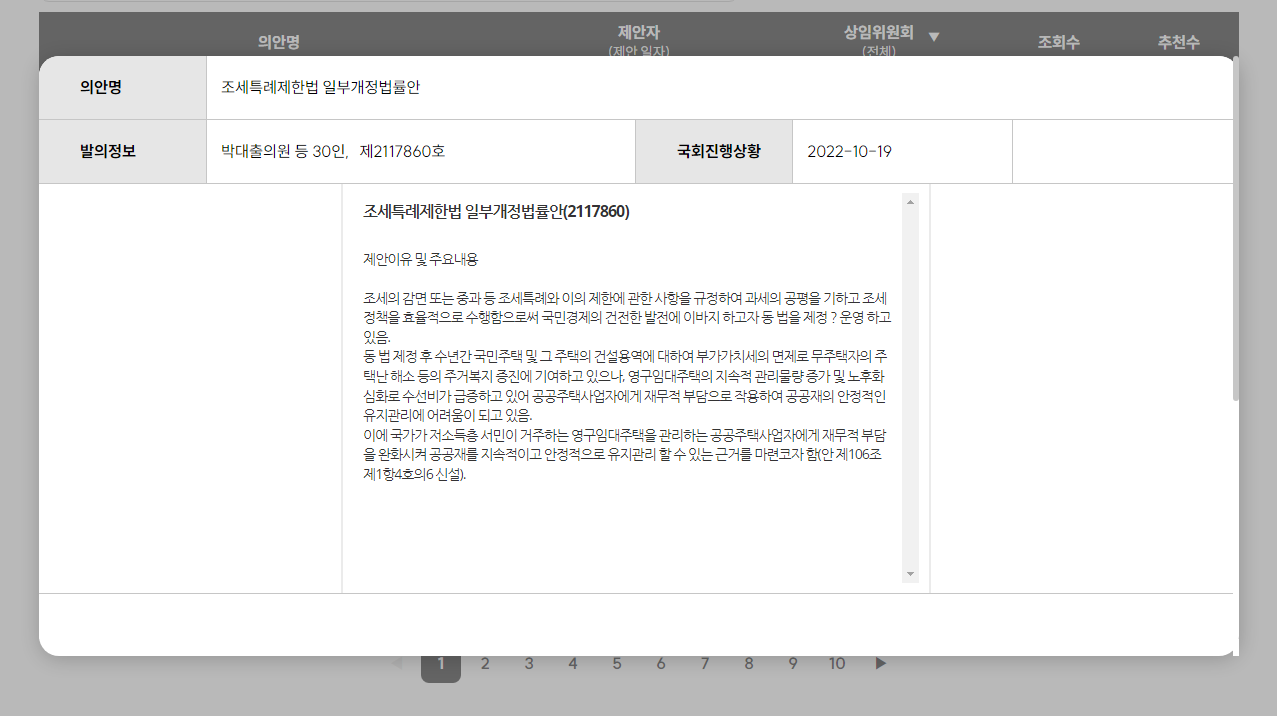 의안명 제안자 상임위원회 ▼ 조회수 추천수
(제안 일자) (전체)
의안명 조세특례제한법 일부개정법률안
발의정보 박대출의원 등 30인, 제2117860호 국회진행상황 2022-10-19
조세특례제한법 일부개정법률안(2117860)
제안이유 및 주요내용
조세의 감면 또는 중과 등 조세특례와 이의 제한에 관한 사항을 규정하여 과세의 공평을 기하고 조세
정책을 효율적으로 수행함으로써 국민경제의 건전한 발전에 이바지 하고자 동 법을 제정 ? 운영 하고
있음.
동 법 제정 후 수년간 국민주택 및 그 주택의 건설용역에 대하여 부가가치세의 면제로 무주택자의 주
택난 해소 등의 주거복지 증진에 기여하고 있으나, 영구임대주택의 지속적 관리물량 증가 및 노후화
심화로 수선비가 급증하고 있어 공공주택사업자에게 재무적 부담으로 작용하여 공공재의 안정적인
유지관리에 어려움이 되고 있음.
이에 국가가 저소득층 서민이 거주하는 영구임대주택을 관리하는 공공주택사업자에게 재무적 부담
을 완화시켜 공공재를 지속적이고 안정적으로 유지관리 할 수 있는 근거를 마련코자 함(안 제106조
제1항4호의6 신설).
◀ 1 2 3 4 5 6 7 8 9 10 ▶